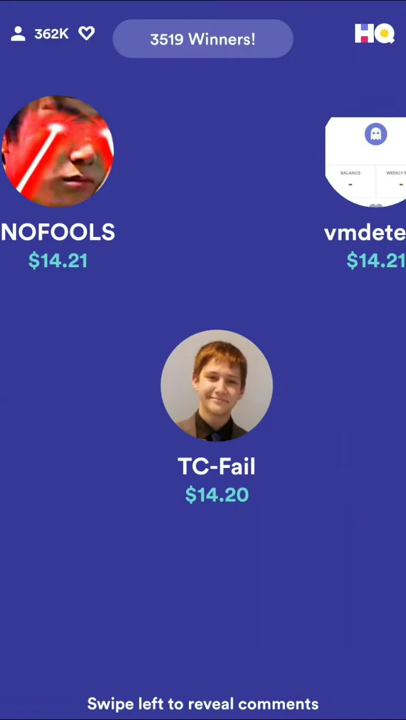 362K
3519 Winners!
HQ
BALANCE
NOFOOLS
vmdete
$14.21
$14.21
TC-Fail
$14.20
Swipe left to reveal comments